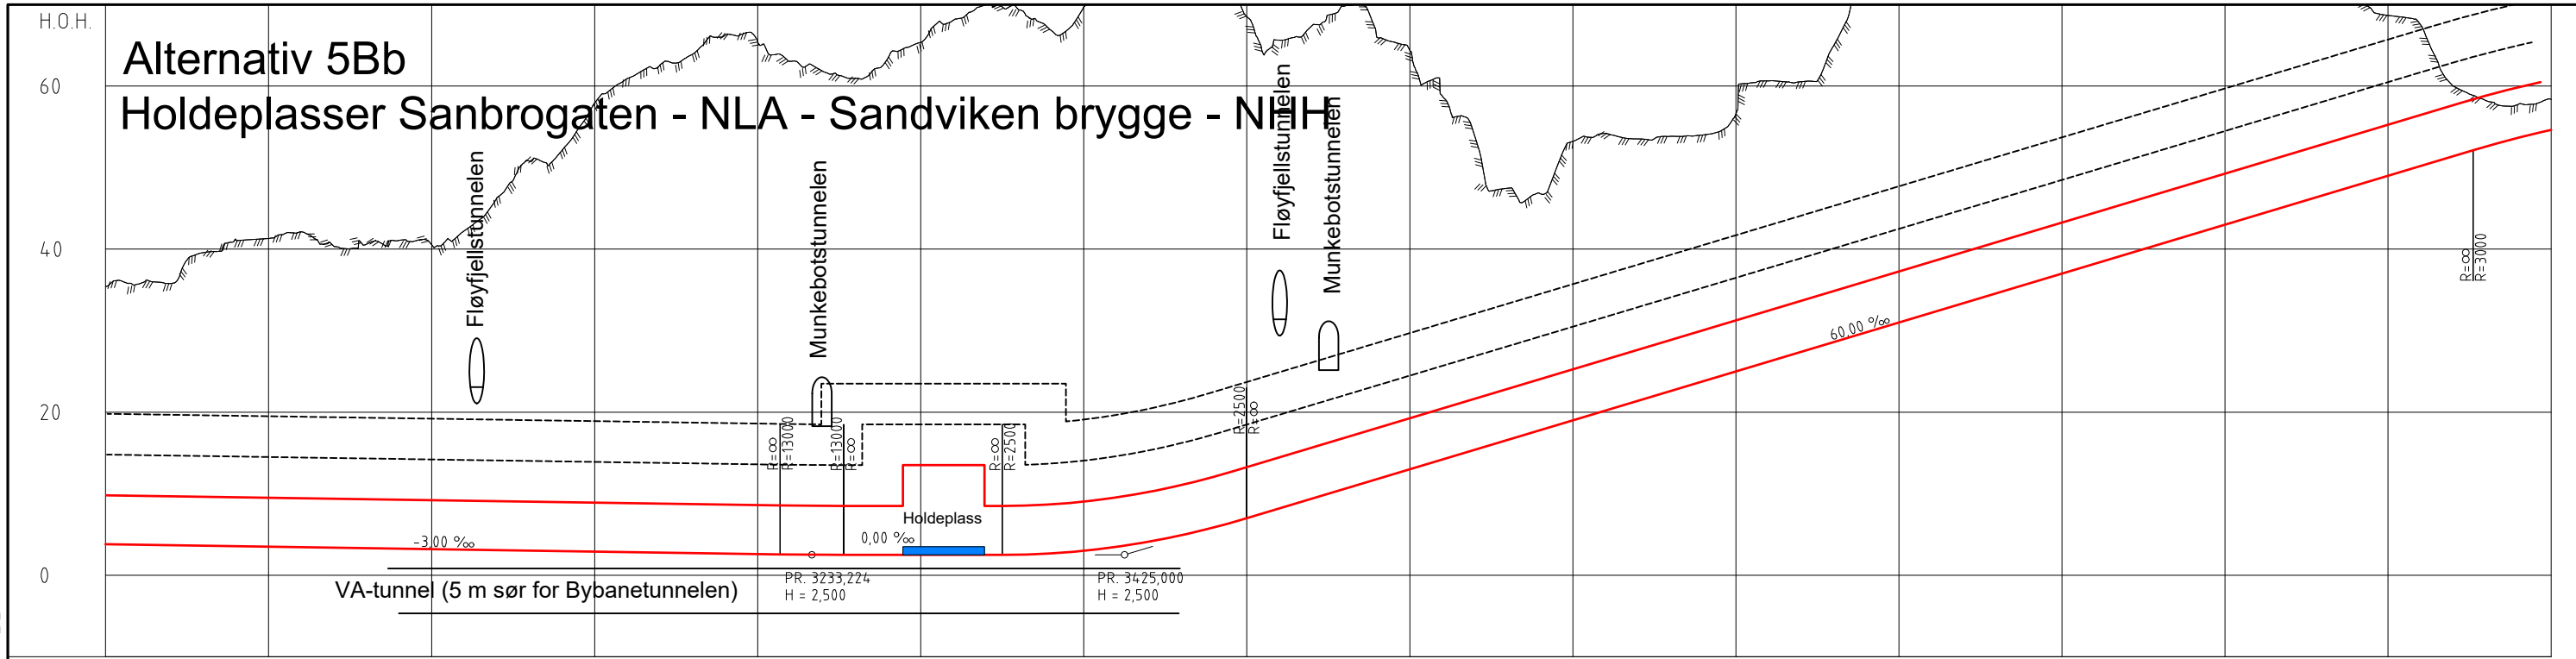 H.O.H.
Alternativ 5Bb
60
Holdeplasser Sanbrogaten - NLA - Sandviken brygge - NHH
Fløyfjellstunnelen
Munkebotstunnelen
Fløyfjellstunnelen
Munkebotstunnelen
40
R=∞
R=3000
60,00 ‰
20
R=∞
R=13000
R=13000
R=∞
R=∞
R=2500
R=2500
R=∞
Holdeplass
-3,00 ‰
0,00 ‰
0
VA-tunnel (5 m sør for Bybanetunnelen)
PR. 3233,224
H = 2,500
PR. 3425,000
H = 2,500